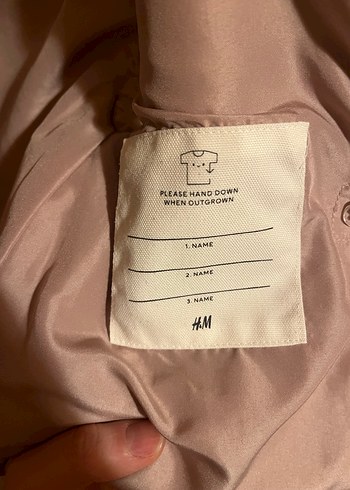 PLEASE HAND DOWN
WHEN OUTGROWN
1. NAME
2. NAME
3. NAME
H&M